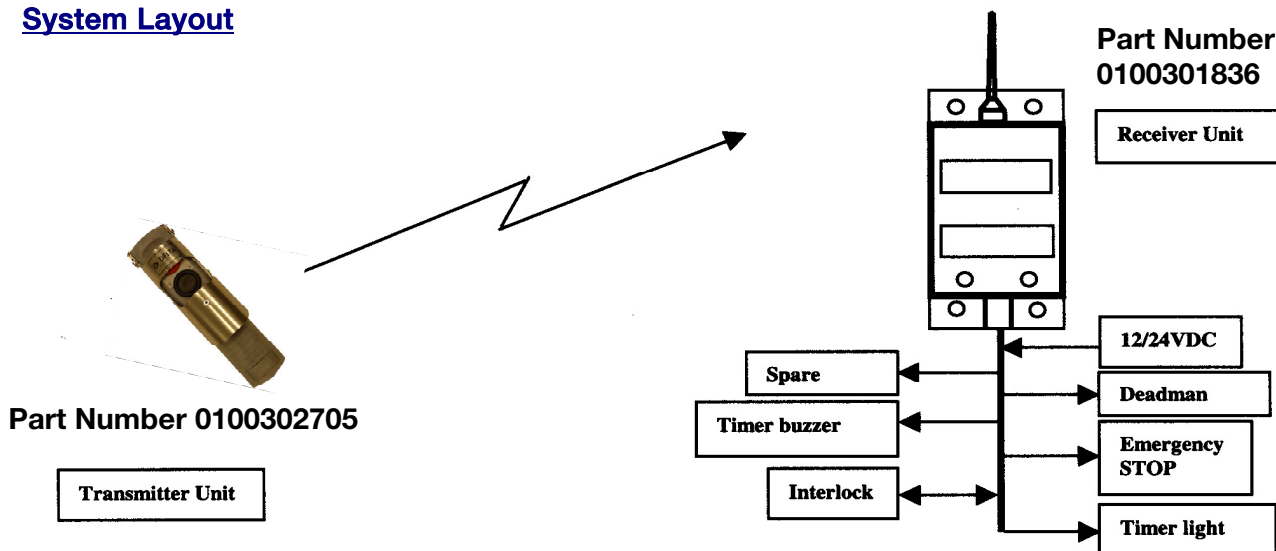 System Layout
Part Number
0100301836
Receiver Unit
12/24VDC
Spare
Deadman
Timer buzzer
Emergency
STOP
Interlock
Timer light
Part Number 0100302705
Transmitter Unit